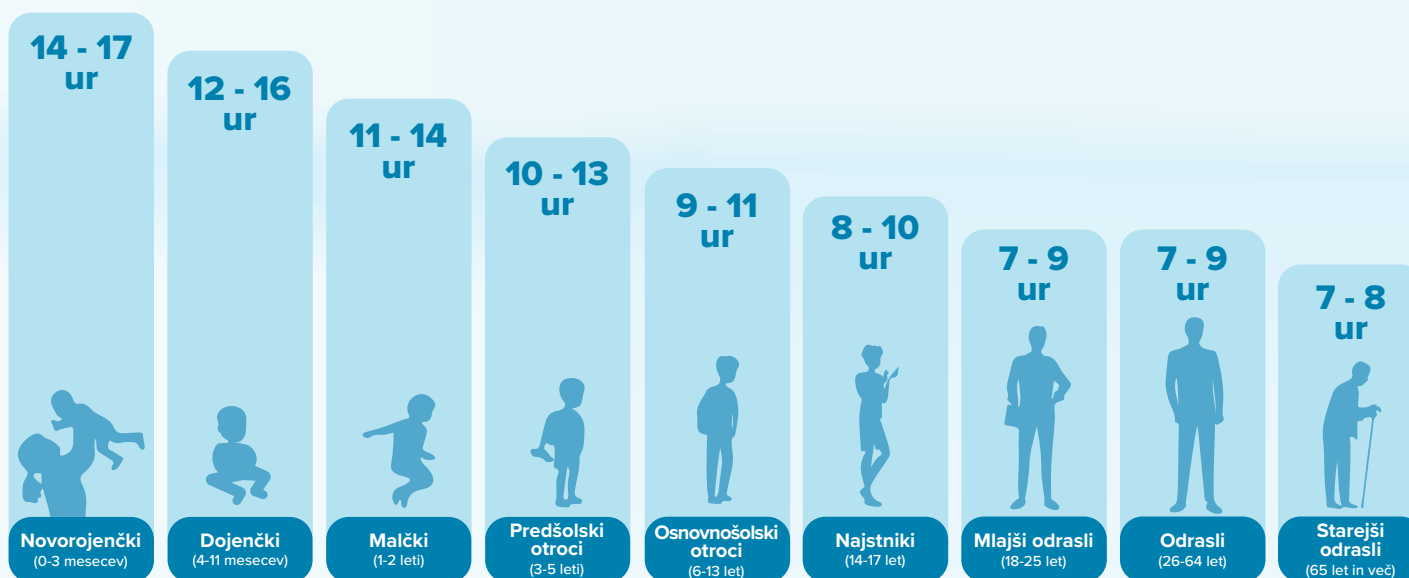 14 - 17
ur
Novorojenčki
(0-3 mesecev)
12 - 16
ur
Dojenčki
(4-11 mesecev)
11 - 14
ur
Malčki
(1-2 leti)
10 - 13
ur
Predšolski
otroci
(3-5 leti)
9 - 11
ur
Osnovnošolski
otroci
(6-13 let)
8 - 10
ur
Najstniki
(14-17 let)
7 - 9
ur
Mlajši odrasli
(18-25 let)
7 - 9
ur
Odrasli
(26-64 let)
7 - 8
ur
Starejši
odrasli
(65 let in več)